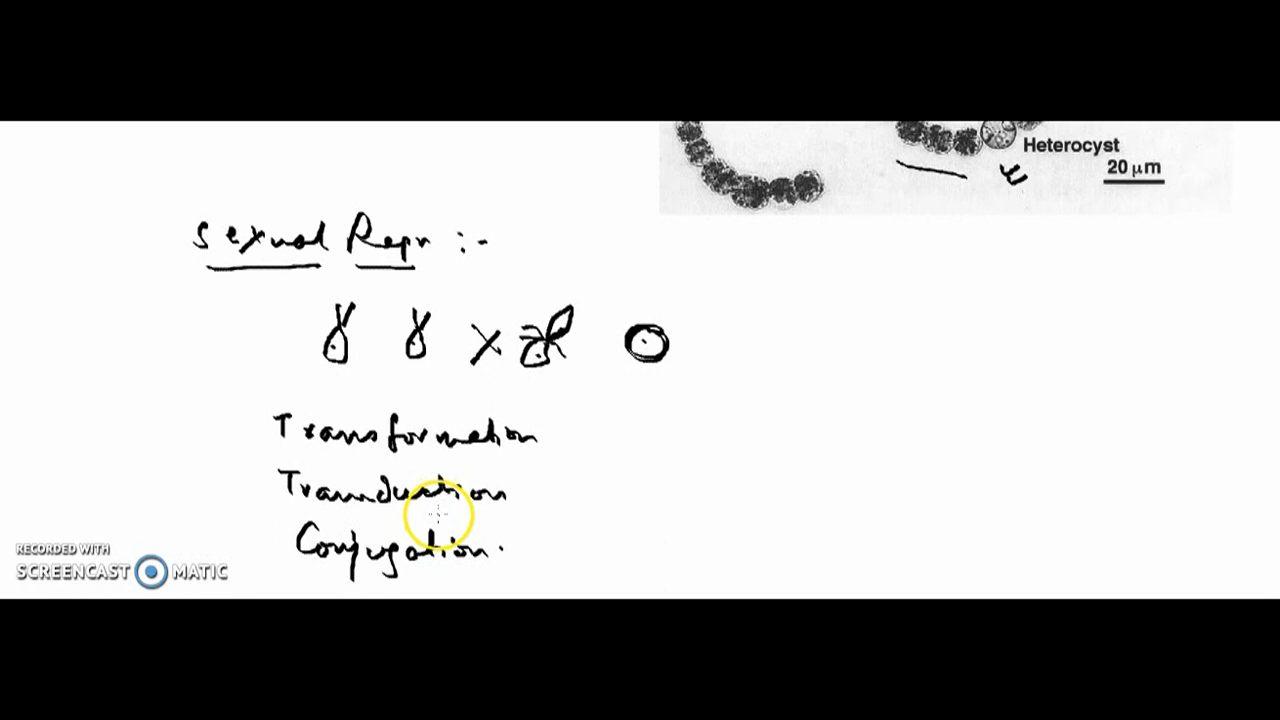 Heterocyst
20 μm
Sexual Repr :-
Transformation
Transduction
Conjugation.
RECORDED WITH
SCREENCAST MATIC